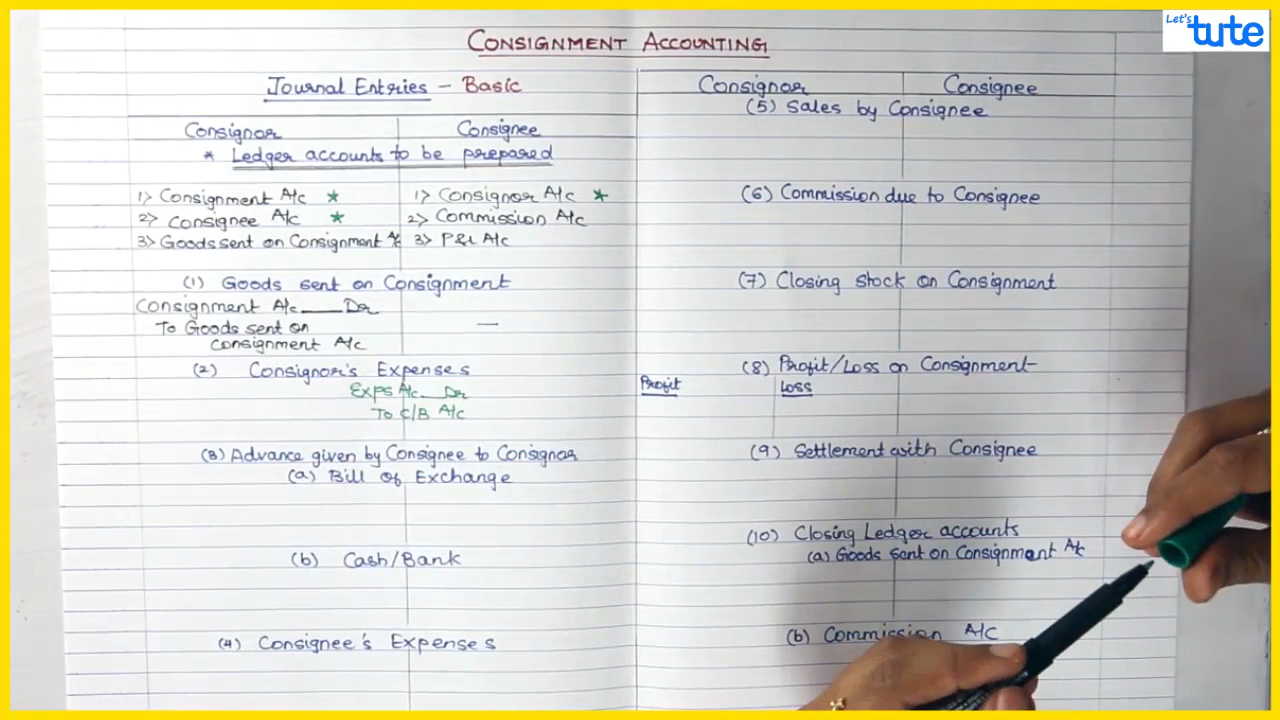 Let's
tute
CONSIGNMENT ACCOUNTING
Journal Entries - Basic
Consignor Consignee
* Ledger accounts to be prepared
1> Consignment A/c * 1> Consignor A/c *
2> Consignee A/c * 2> Commission A/c
3> Goods sent on Consignment A/c 3> P&L A/c
(1) Goods sent on Consignment
Consignment A/c ___ Dr
To Goods sent on —
consignment A/c
(2) Consignor's Expenses
Exps A/c __ Dr
To C/B A/c
(3) Advance given by Consignee to Consignor
(a) Bill of Exchange
(b) Cash/Bank
(4) Consignee's Expenses
Consignor Consignee
(5) Sales by Consignee
(6) Commission due to Consignee
(7) Closing stock on Consignment
(8) Profit/Loss on Consignment
Profit Loss
(9) Settlement with Consignee
(10) Closing Ledger accounts
(a) Goods sent on Consignment A/c
(b) Commission A/C